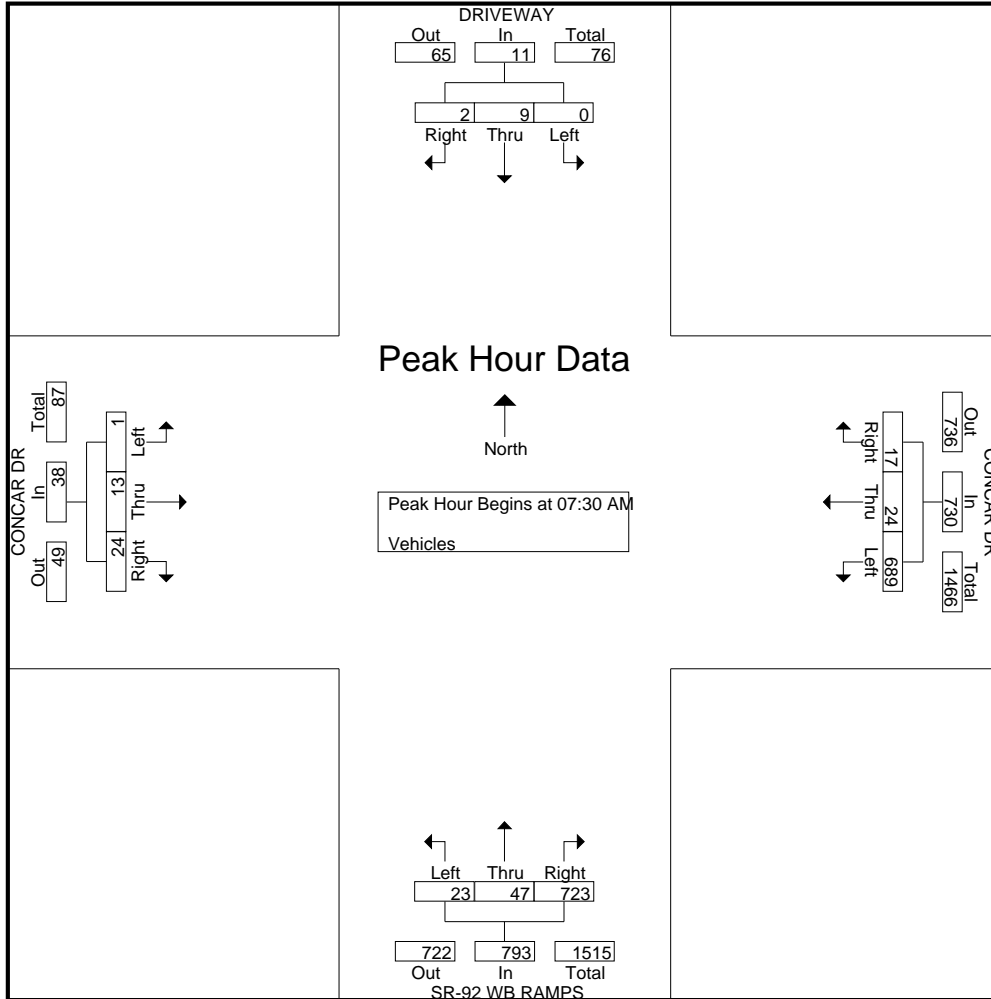 DRIVEWAY
Out In Total
65 11 76
2 9 0
Right Thru Left
Peak Hour Data
North
Peak Hour Begins at 07:30 AM
Vehicles
CONCAR DR
Out In Total
49 38 87
24 13 1
Right Thru Left
CONCAR DR
Out In Total
736 730 1466
17 24 689
Right Thru Left
Left Thru Right
23 47 723
722 793 1515
Out In Total
SR-92 WB RAMPS